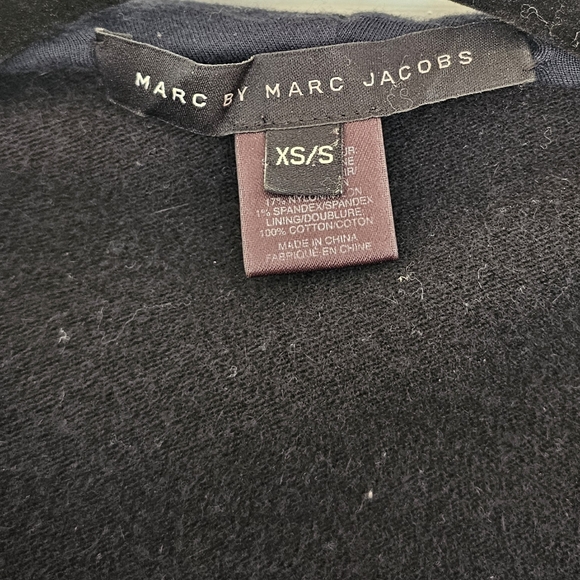 MARC BY MARC JACOBS
XS/S
17% NYLON
1% SPANDEX/SPANDEX
LINING/DOUBLURE:
100% COTTON/COTON
MADE IN CHINA
FABRIQUÉ EN CHINE